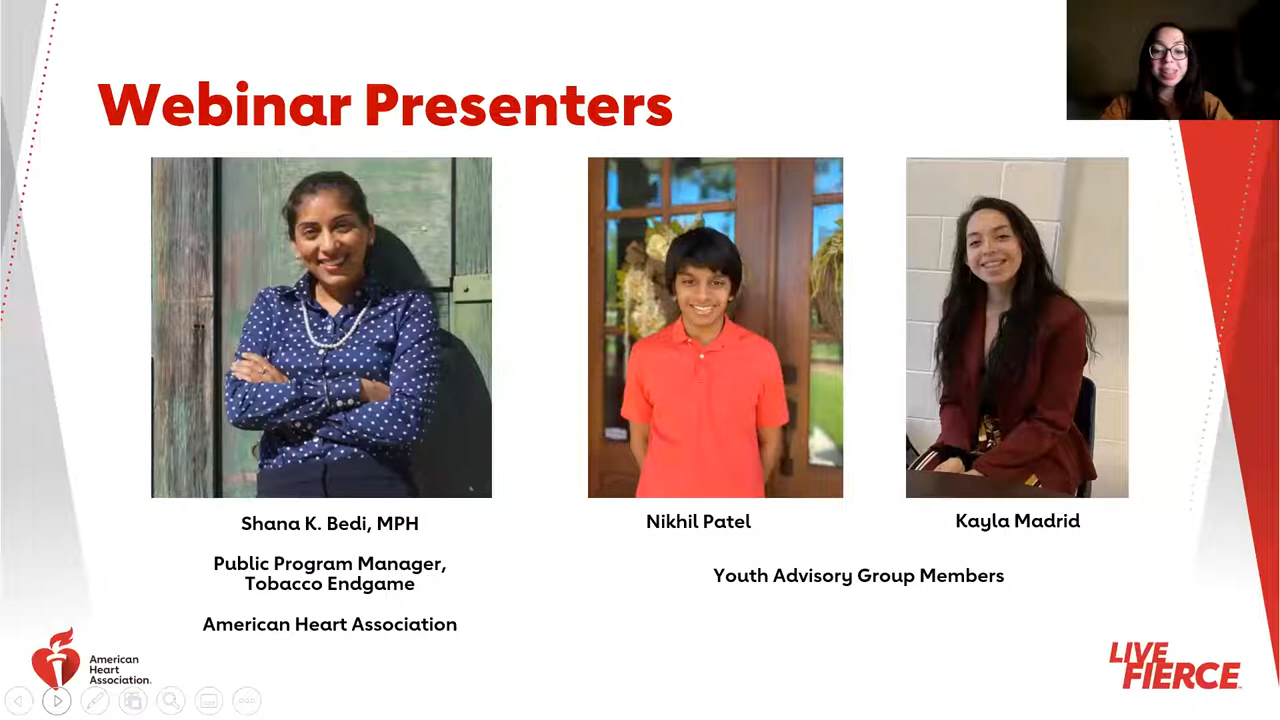 Webinar Presenters
Shana K. Bedi, MPH
Public Program Manager,
Tobacco Endgame
American Heart Association
Nikhil Patel
Kayla Madrid
Youth Advisory Group Members
American
Heart
Association.
LIVE
FIERCE